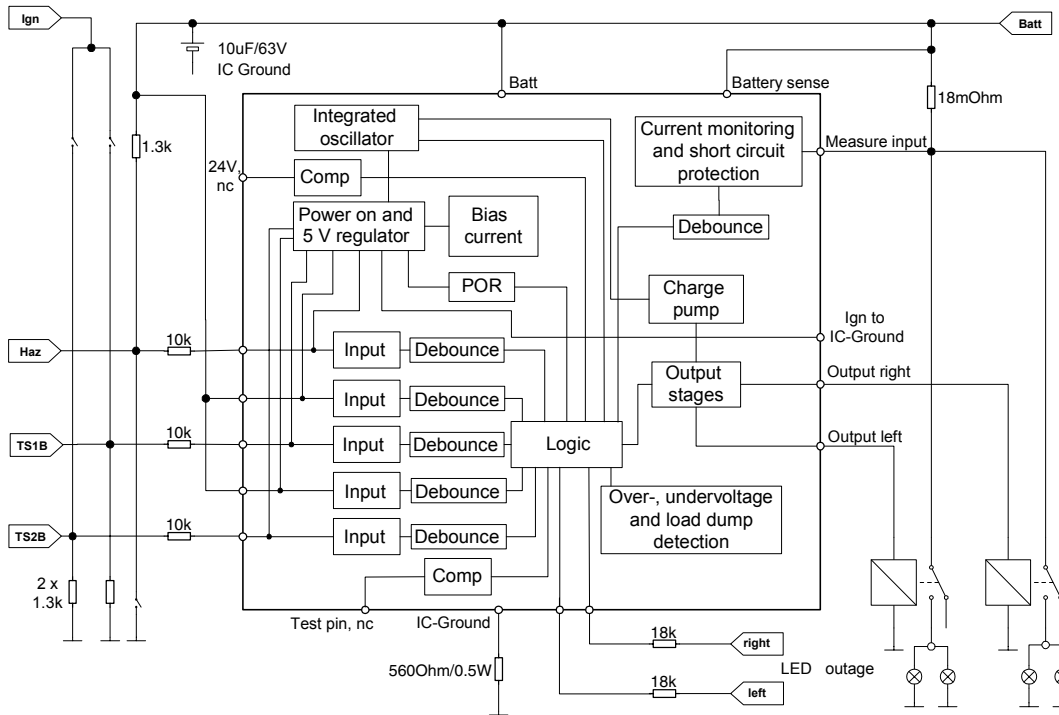 Ign
Batt
10uF/63V
IC Ground
Batt
Battery sense
18mOhm
Integrated
oscillator
Current monitoring
and short circuit
protection
Measure input
1.3k
24V,
nc
Comp
Power on and
5 V regulator
Bias
current
Debounce
POR
Charge
pump
Ign to
IC-Ground
Haz
10k
Input
Debounce
Output
stages
Output right
Input
Debounce
TS1B
10k
Input
Debounce
Logic
Output left
Input
Debounce
Over-, undervoltage
and load dump
detection
TS2B
10k
Input
Debounce
2 x
1.3k
Comp
Test pin, nc
IC-Ground
18k
right
560Ohm/0.5W
LED outage
18k
left